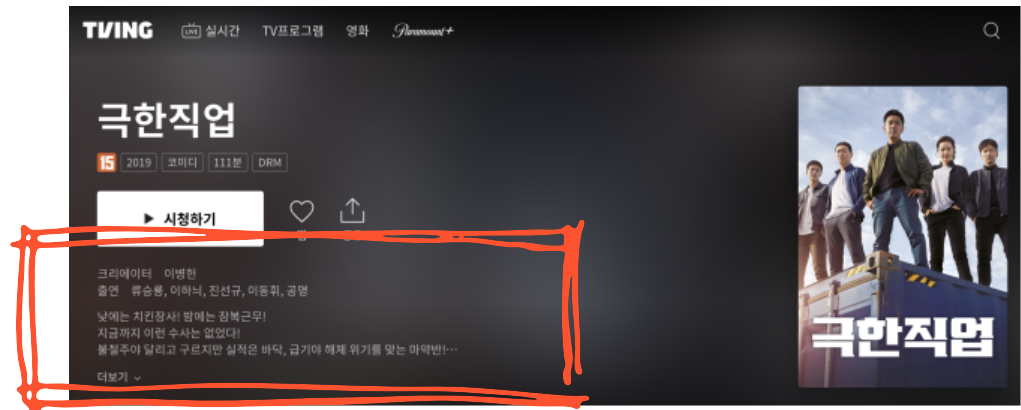 TVING LIVE 실시간 TV프로그램 영화 Paramount+
극한직업
15 2019 코미디 111분 DRM
시청하기
크리에이터 이병헌
출연 류승룡, 이하늬, 진선규, 이동휘, 공명
낮에는 치킨장사! 밤에는 잠복근무!
지금까지 이런 수사는 없었다!
불철주야 달리고 구르지만 실적은 바닥, 급기야 해체 위기를 맞는 마약반!···
더보기
극한직업